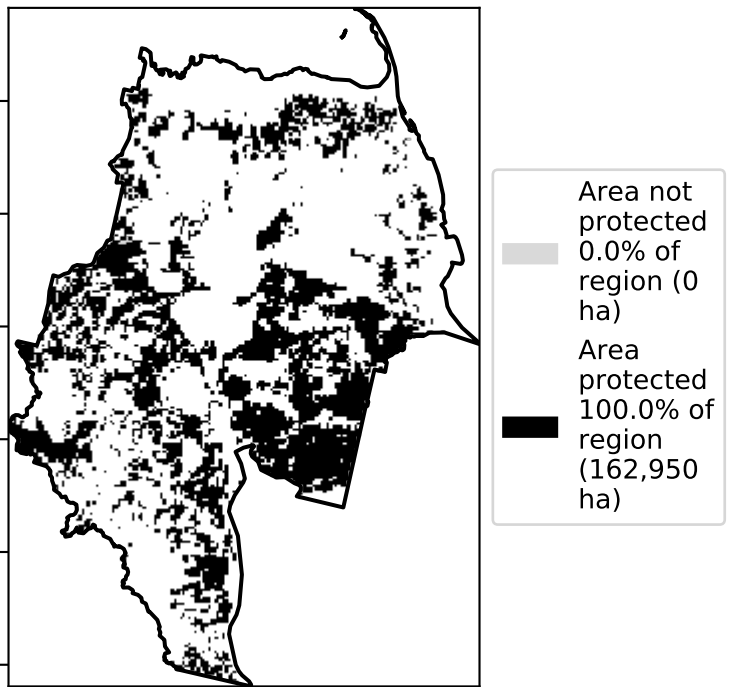 Area not
protected
0.0% of
region (0
ha)
Area
protected
100.0% of
region
(162,950
ha)